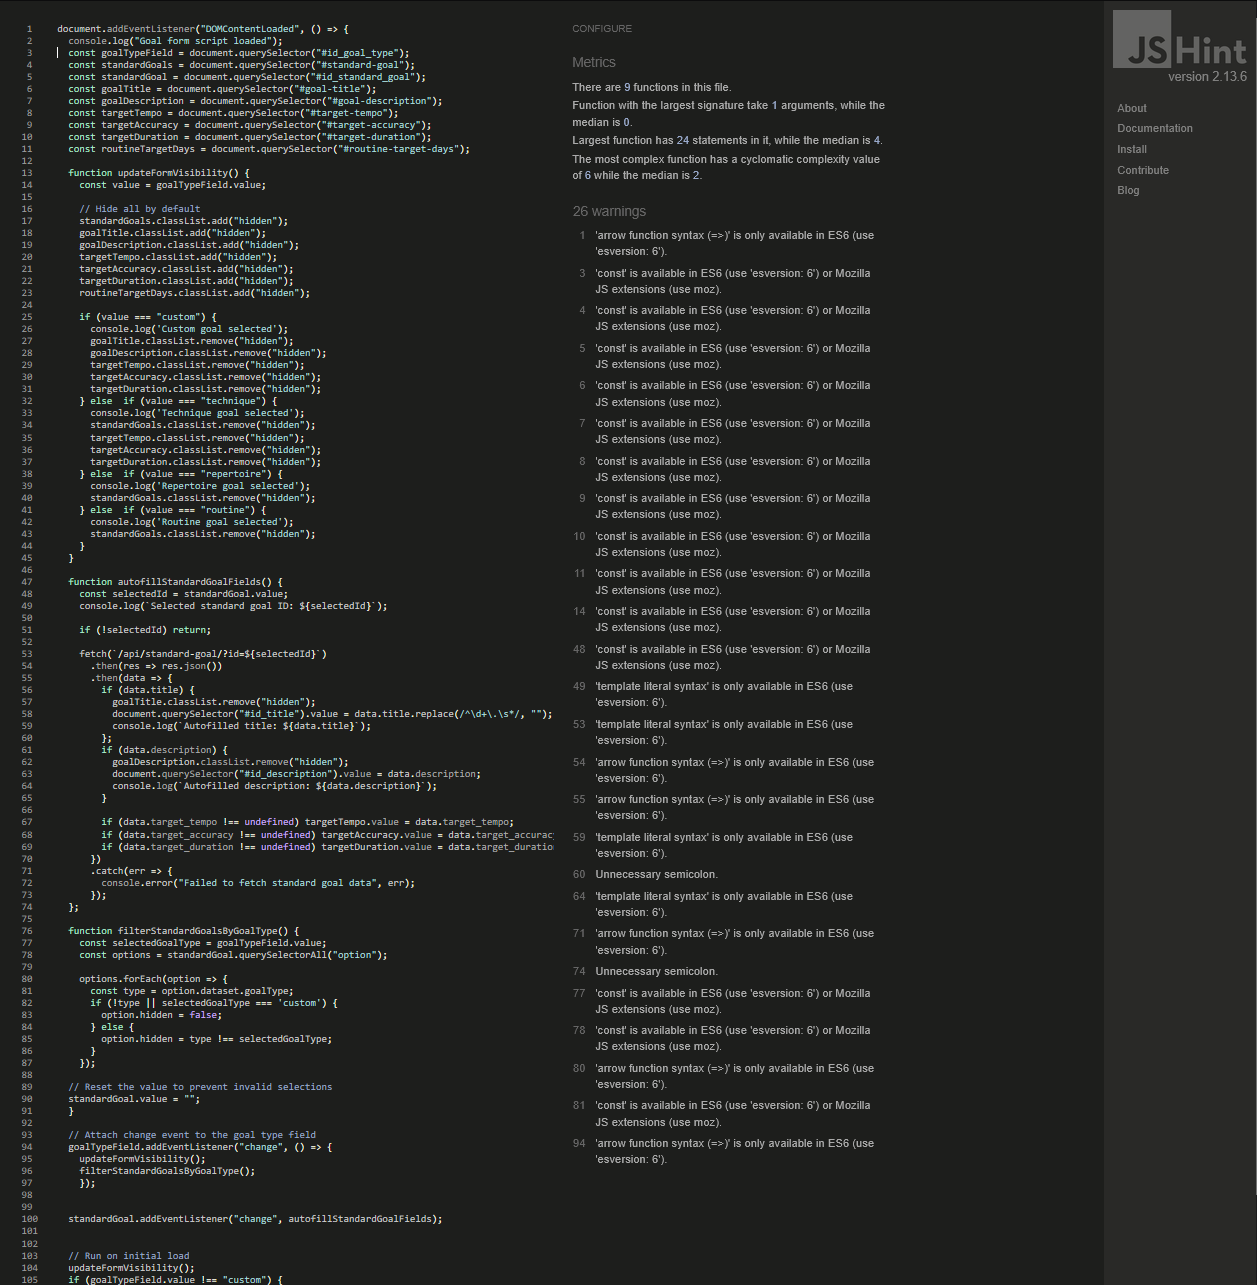 1 document.addEventListener("DOMContentLoaded", () => {
2 console.log("Goal form script loaded");
3 const goalTypeField = document.querySelector("#id_goal_type");
4 const standardGoals = document.querySelector("#standard-goal");
5 const standardGoal = document.querySelector("#id_standard_goal");
6 const goalTitle = document.querySelector("#goal-title");
7 const goalDescription = document.querySelector("#goal-description");
8 const targetTempo = document.querySelector("#target-tempo");
9 const targetAccuracy = document.querySelector("#target-accuracy");
10 const targetDuration = document.querySelector("#target-duration");
11 const routineTargetDays = document.querySelector("#routine-target-days");
12
13 function updateFormVisibility() {
14 const value = goalTypeField.value;
15
16 // Hide all by default
17 standardGoals.classList.add("hidden");
18 goalTitle.classList.add("hidden");
19 goalDescription.classList.add("hidden");
20 targetTempo.classList.add("hidden");
21 targetAccuracy.classList.add("hidden");
22 targetDuration.classList.add("hidden");
23 routineTargetDays.classList.add("hidden");
24
25 if (value === "custom") {
26 console.log('Custom goal selected');
27 goalTitle.classList.remove("hidden");
28 goalDescription.classList.remove("hidden");
29 targetTempo.classList.remove("hidden");
30 targetAccuracy.classList.remove("hidden");
31 targetDuration.classList.remove("hidden");
32 } else  if (value === "technique") {
33 console.log('Technique goal selected');
34 standardGoals.classList.remove("hidden");
35 targetTempo.classList.remove("hidden");
36 targetAccuracy.classList.remove("hidden");
37 targetDuration.classList.remove("hidden");
38 } else  if (value === "repertoire") {
39 console.log('Repertoire goal selected');
40 standardGoals.classList.remove("hidden");
41 } else  if (value === "routine") {
42 console.log('Routine goal selected');
43 standardGoals.classList.remove("hidden");
44 }
45 }
46
47 function autofillStandardGoalFields() {
48 const selectedId = standardGoal.value;
49 console.log(`Selected standard goal ID: ${selectedId}`);
50
51 if (!selectedId) return;
52
53 fetch(`/api/standard-goal/?id=${selectedId}`)
54 .then(res => res.json())
55 .then(data => {
56 if (data.title) {
57 goalTitle.classList.remove("hidden");
58 document.querySelector("#id_title").value = data.title.replace(/^\d+\.\s*/, "");
59 console.log(`Autofilled title: ${data.title}`);
60 };
61 if (data.description) {
62 goalDescription.classList.remove("hidden");
63 document.querySelector("#id_description").value = data.description;
64 console.log(`Autofilled description: ${data.description}`);
65 }
66
67 if (data.target_tempo !== undefined) targetTempo.value = data.target_tempo;
68 if (data.target_accuracy !== undefined) targetAccuracy.value = data.target_accurac
69 if (data.target_duration !== undefined) targetDuration.value = data.target_duratio
70 })
71 .catch(err => {
72 console.error("Failed to fetch standard goal data", err);
73 });
74 };
75
76 function filterStandardGoalsByGoalType() {
77 const selectedGoalType = goalTypeField.value;
78 const options = standardGoal.querySelectorAll("option");
79
80 options.forEach(option => {
81 const type = option.dataset.goalType;
82 if (!type || selectedGoalType === 'custom') {
83 option.hidden = false;
84 } else {
85 option.hidden = type !== selectedGoalType;
86 }
87 });
88
89 // Reset the value to prevent invalid selections
90 standardGoal.value = "";
91 }
92
93 // Attach change event to the goal type field
94 goalTypeField.addEventListener("change", () => {
95 updateFormVisibility();
96 filterStandardGoalsByGoalType();
97 });
98
99
100 standardGoal.addEventListener("change", autofillStandardGoalFields);
101
102
103 // Run on initial load
104 updateFormVisibility();
105 if (goalTypeField.value !== "custom") {
CONFIGURE
Metrics
There are 9 functions in this file.
Function with the largest signature take 1 arguments, while the
median is 0.
Largest function has 24 statements in it, while the median is 4.
The most complex function has a cyclomatic complexity value
of 6 while the median is 2.
26 warnings
1 'arrow function syntax (=>)' is only available in ES6 (use
'esversion: 6').
3 'const' is available in ES6 (use 'esversion: 6') or Mozilla
JS extensions (use moz).
4 'const' is available in ES6 (use 'esversion: 6') or Mozilla
JS extensions (use moz).
5 'const' is available in ES6 (use 'esversion: 6') or Mozilla
JS extensions (use moz).
6 'const' is available in ES6 (use 'esversion: 6') or Mozilla
JS extensions (use moz).
7 'const' is available in ES6 (use 'esversion: 6') or Mozilla
JS extensions (use moz).
8 'const' is available in ES6 (use 'esversion: 6') or Mozilla
JS extensions (use moz).
9 'const' is available in ES6 (use 'esversion: 6') or Mozilla
JS extensions (use moz).
10 'const' is available in ES6 (use 'esversion: 6') or Mozilla
JS extensions (use moz).
11 'const' is available in ES6 (use 'esversion: 6') or Mozilla
JS extensions (use moz).
14 'const' is available in ES6 (use 'esversion: 6') or Mozilla
JS extensions (use moz).
48 'const' is available in ES6 (use 'esversion: 6') or Mozilla
JS extensions (use moz).
49 'template literal syntax' is only available in ES6 (use
'esversion: 6').
53 'template literal syntax' is only available in ES6 (use
'esversion: 6').
54 'arrow function syntax (=>)' is only available in ES6 (use
'esversion: 6').
55 'arrow function syntax (=>)' is only available in ES6 (use
'esversion: 6').
59 'template literal syntax' is only available in ES6 (use
'esversion: 6').
60 Unnecessary semicolon.
64 'template literal syntax' is only available in ES6 (use
'esversion: 6').
71 'arrow function syntax (=>)' is only available in ES6 (use
'esversion: 6').
74 Unnecessary semicolon.
77 'const' is available in ES6 (use 'esversion: 6') or Mozilla
JS extensions (use moz).
78 'const' is available in ES6 (use 'esversion: 6') or Mozilla
JS extensions (use moz).
80 'arrow function syntax (=>)' is only available in ES6 (use
'esversion: 6').
81 'const' is available in ES6 (use 'esversion: 6') or Mozilla
JS extensions (use moz).
94 'arrow function syntax (=>)' is only available in ES6 (use
'esversion: 6').
JSHint
version 2.13.6
About
Documentation
Install
Contribute
Blog